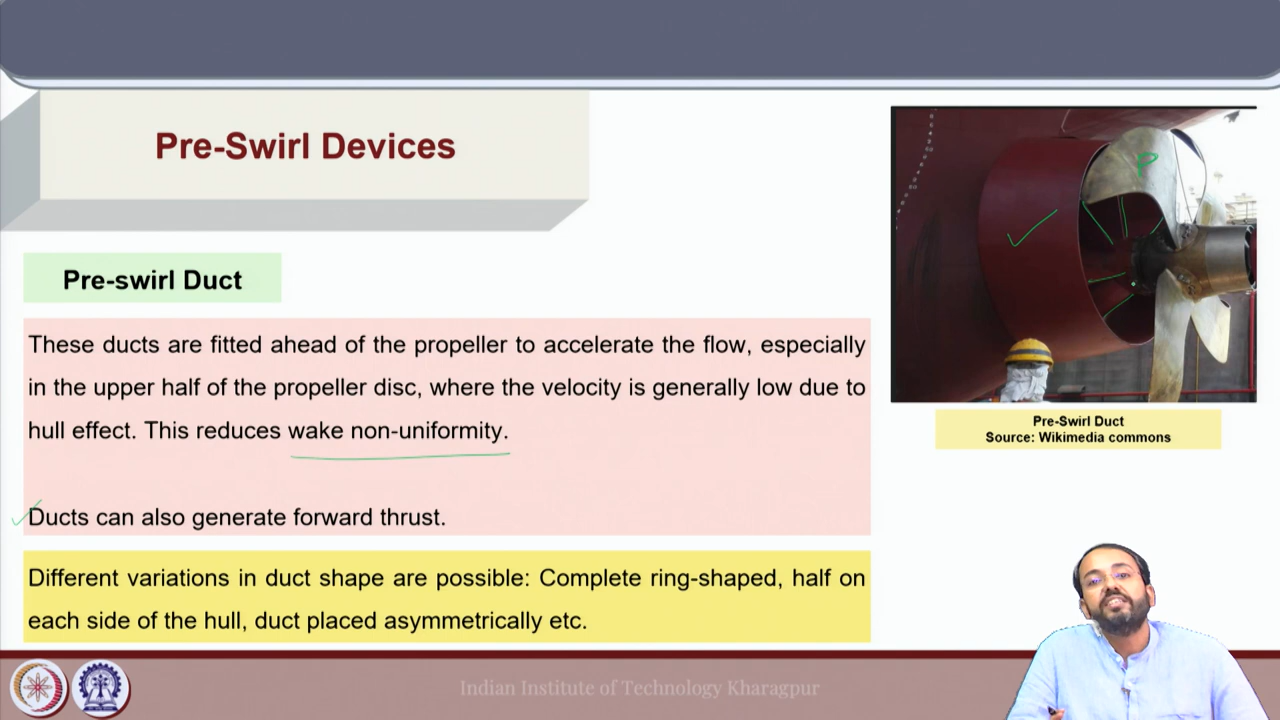 Pre-Swirl Devices
Pre-swirl Duct
These ducts are fitted ahead of the propeller to accelerate the flow, especially
in the upper half of the propeller disc, where the velocity is generally low due to
hull effect. This reduces wake non-uniformity.
Ducts can also generate forward thrust.
Different variations in duct shape are possible: Complete ring-shaped, half on
each side of the hull, duct placed asymmetrically etc.
P
Pre-Swirl Duct
Source: Wikimedia commons
Indian Institute of Technology Kharagpur